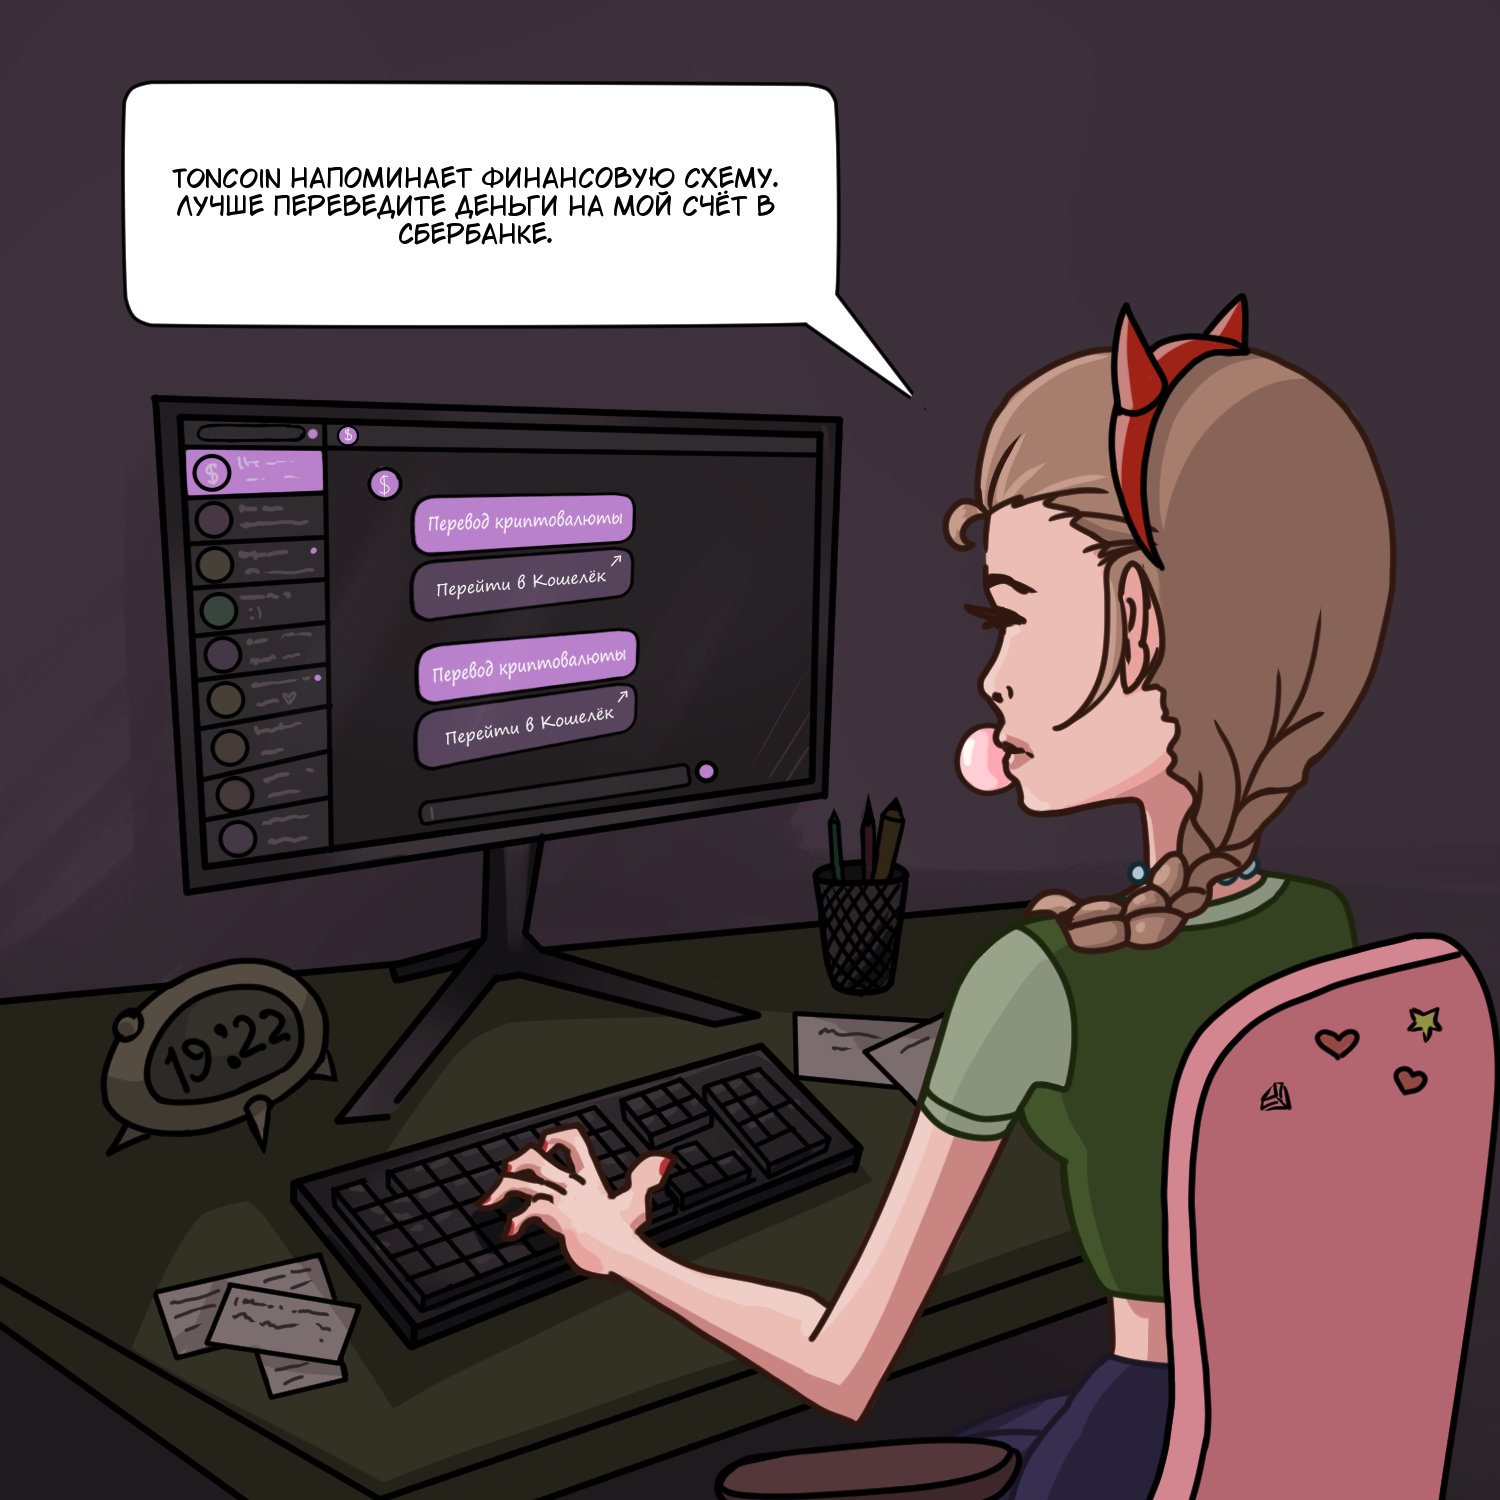 TONCOIN НАПОМИНАЕТ ФИНАНСОВУЮ СХЕМУ.
ЛУЧШЕ ПЕРЕВЕДИТЕ ДЕНЬГИ НА МОЙ СЧЁТ В
СБЕРБАНКЕ.
$
$
$
Перевод криптовалюты
Перейти в Кошелёк
Перевод криптовалюты
Перейти в Кошелёк
19:22